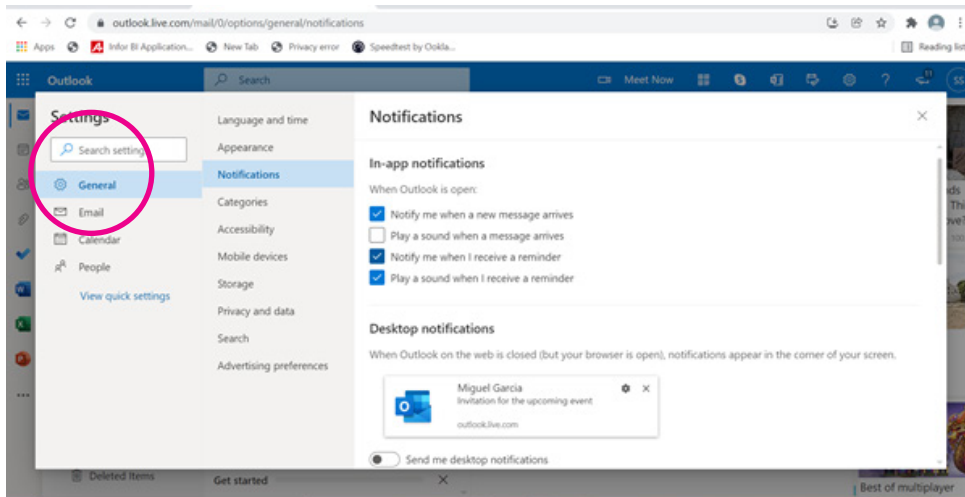 outlook.live.com/mail/0/options/general/notifications
Apps
Infor BI Application...
New Tab
Privacy error
Speedtest by Ookla...
Reading list
Outlook
Search
Meet Now
SS
Settings
Search setting
General
Email
Calendar
People
View quick settings
Language and time
Appearance
Notifications
Categories
Accessibility
Mobile devices
Storage
Privacy and data
Search
Advertising preferences
Notifications
In-app notifications
When Outlook is open:
Notify me when a new message arrives
Play a sound when a message arrives
Notify me when I receive a reminder
Play a sound when I receive a reminder
Desktop notifications
When Outlook on the web is closed (but your browser is open), notifications appear in the corner of your screen.
Miguel Garcia
Invitation for the upcoming event
outlook.live.com
Send me desktop notifications
Deleted Items
Get started
Best of multiplayer